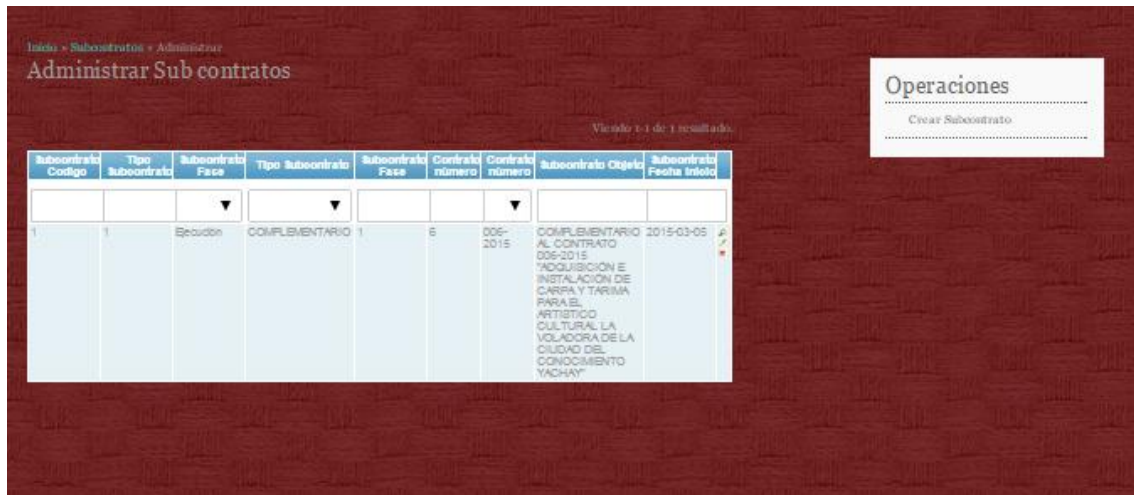 Inicio » Subcontratos » Administrar
Administrar Sub contratos
Operaciones
Crear Subcontrato
Viendo 1-1 de 1 resultado.
Subcontrato Codigo
Tipo Subcontrato
Subcontrato Fase
Tipo Subcontrato
Subcontrato Fase
Contrato número
Contrato número
Subcontrato Objeto
Subcontrato Fecha Inicio
1
1
Ejecución
COMPLEMENTARIO
1
6
006-
2015
COMPLEMENTARIO
AL CONTRATO
006-2015
"ADQUISICIÓN E
INSTALACIÓN DE
CARPA Y TARIMA
PARA EL
ARTISTICO
CULTURAL LA
VOLADORA DE LA
CIUDAD DEL
CONOCIMIENTO
YACHAY"
2015-03-05